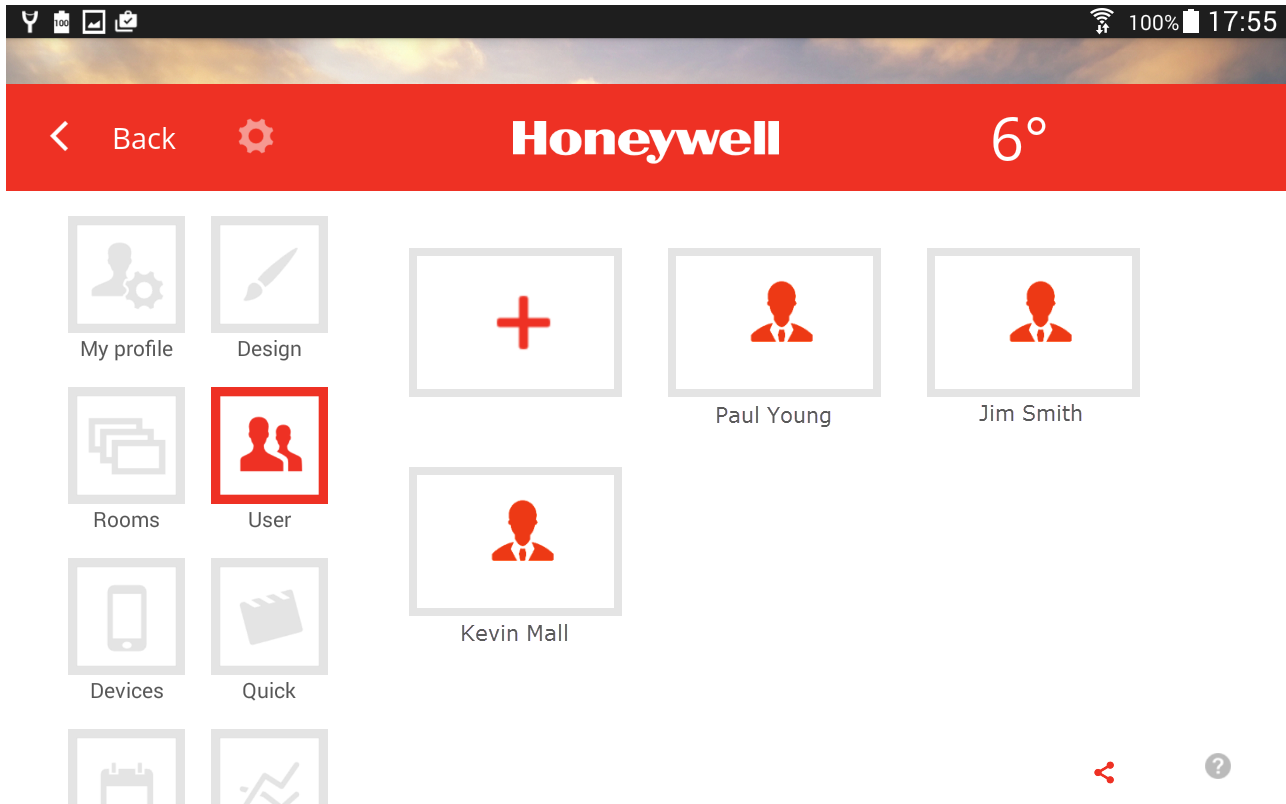 100
100% 17:55
Back Honeywell 6°
My profile Design
Paul Young Jim Smith
Rooms User
Kevin Mall
Devices Quick
?